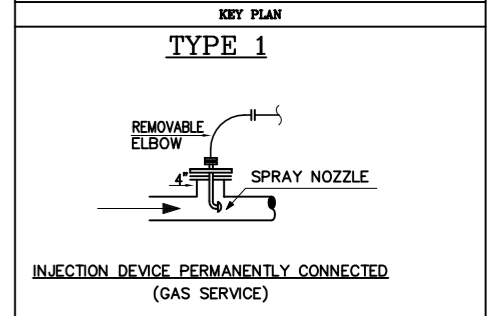 KEY PLAN
TYPE 1
REMOVABLE
ELBOW
4"
SPRAY NOZZLE
INJECTION DEVICE PERMANENTLY CONNECTED
(GAS SERVICE)